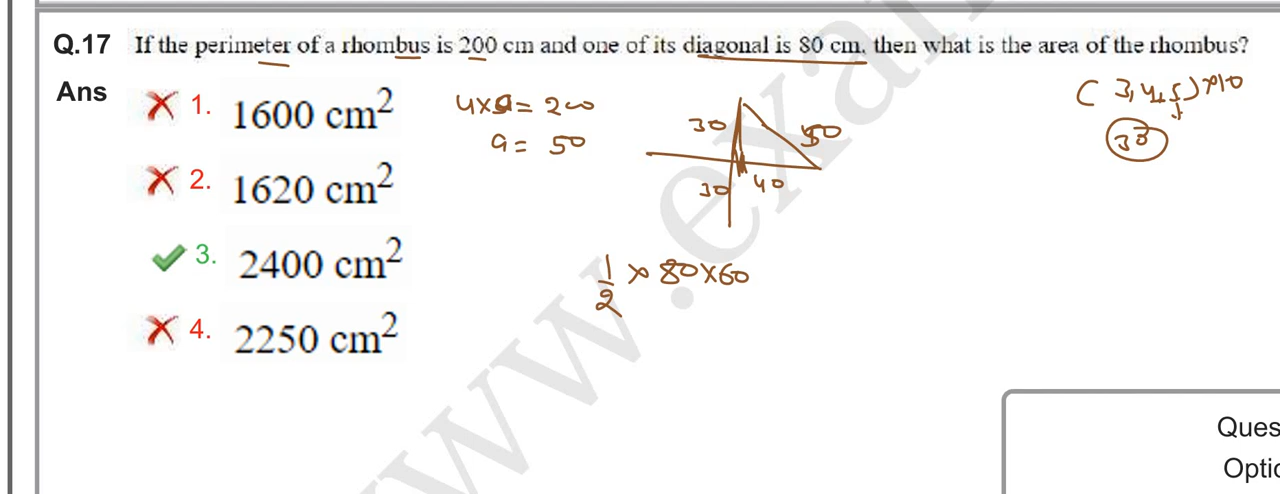 Q.17 If the perimeter of a rhombus is 200 cm and one of its diagonal is 80 cm, then what is the area of the rhombus?
Ans
1. 1600 cm²
2. 1620 cm²
3. 2400 cm²
4. 2250 cm²
4×a = 200
a = 50
30
50
30
40
1/2 × 80×60
(3,4,5)×10
30
www.exa
Ques
Optio